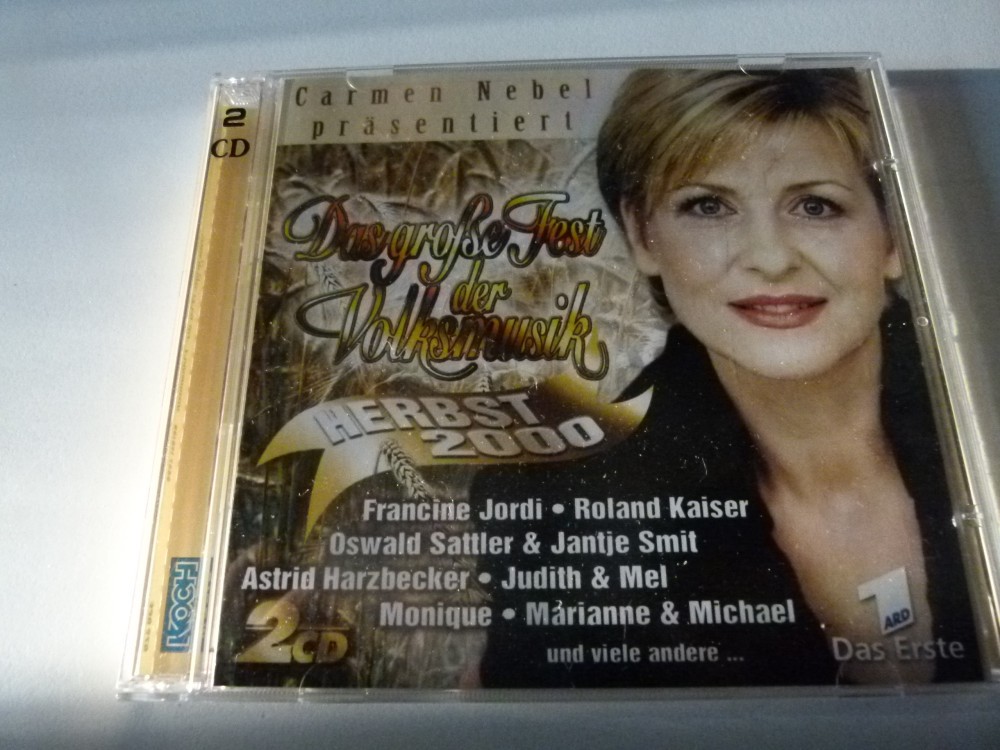 Carmen Nebel
präsentiert
2
CD
Das große Fest
der
Volksmusik
HERBST
2000
Francine Jordi • Roland Kaiser
Oswald Sattler & Jantje Smit
Astrid Harzbecker • Judith & Mel
Monique • Marianne & Michael
und viele andere ...
2CD
KOCH
1
ARD
Das Erste